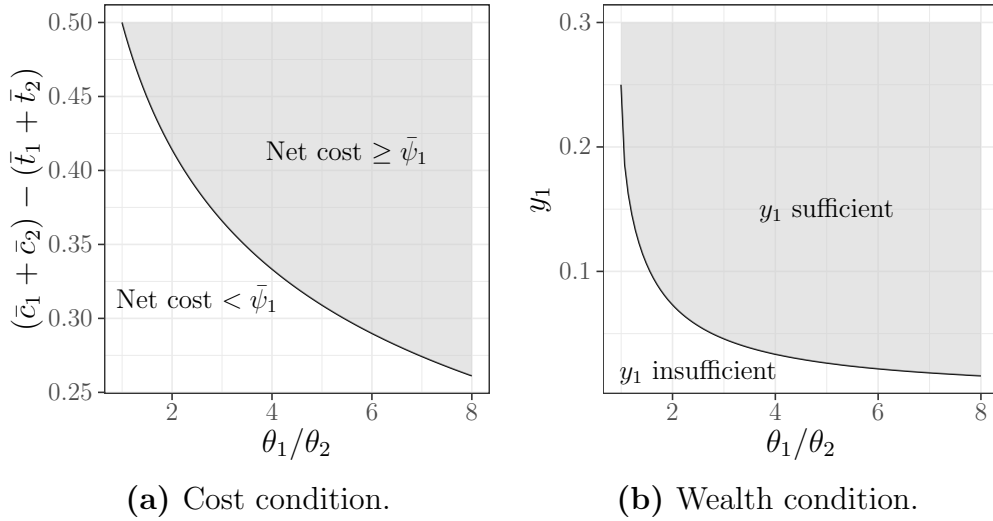 (c̄₁ + c̄₂) − (t̄₁ + t̄₂)
0.50
0.45
0.40
0.35
0.30
0.25
Net cost ≥ ψ̄₁
Net cost < ψ̄₁
2 4 6 8
θ₁/θ₂
(a) Cost condition.
y₁
0.3
0.2
0.1
y₁ sufficient
y₁ insufficient
2 4 6 8
θ₁/θ₂
(b) Wealth condition.